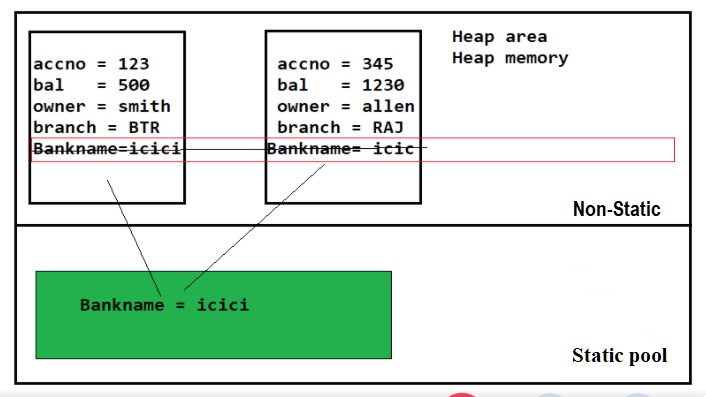 Heap area
Heap memory
accno = 123
bal   = 500
owner = smith
branch = BTR
Bankname=icici
accno = 345
bal   = 1230
owner = allen
branch = RAJ
Bankname= icic
Non-Static
Bankname = icici
Static pool